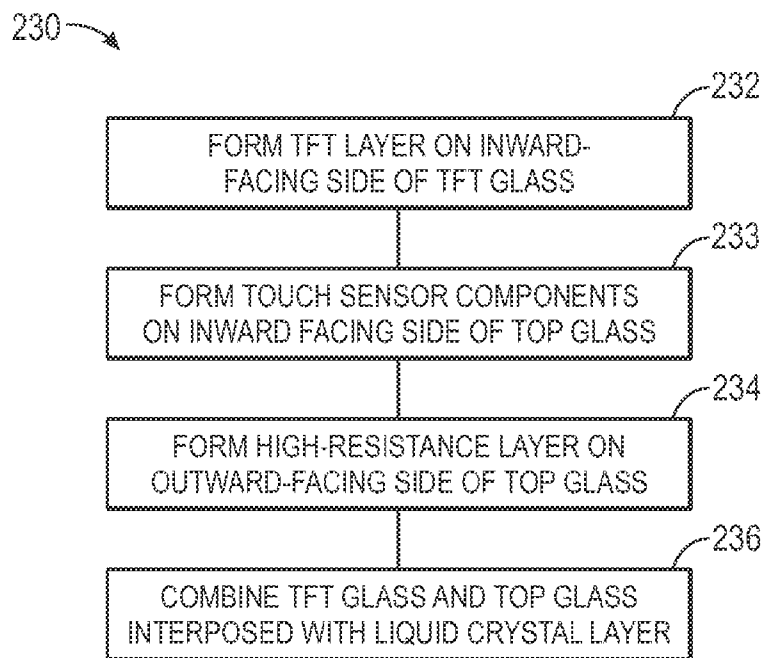 230
232
FORM TFT LAYER ON INWARD-
FACING SIDE OF TFT GLASS
233
FORM TOUCH SENSOR COMPONENTS
ON INWARD FACING SIDE OF TOP GLASS
234
FORM HIGH-RESISTANCE LAYER ON
OUTWARD-FACING SIDE OF TOP GLASS
236
COMBINE TFT GLASS AND TOP GLASS
INTERPOSED WITH LIQUID CRYSTAL LAYER